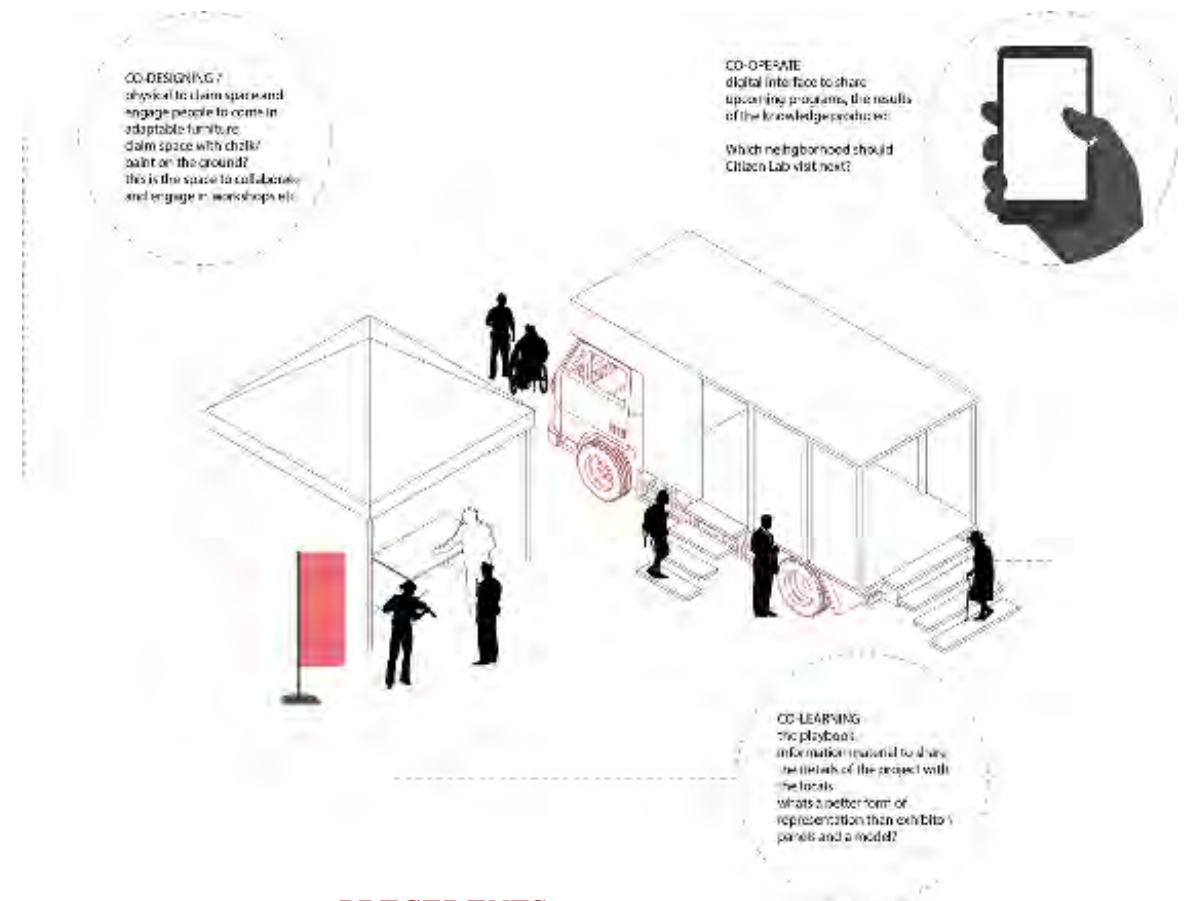 CO-DESIGNING /
physical to claim space and
engage people to come in
adaptable furniture
claim space with chalk/
paint on the ground?
this is the space to collaborate
and engage in workshops etc
CO-OPERATE
digital interface to share
upcoming programs, the results
of the knowledge produced
Which neihgborhood should
Citizen Lab visit next?
CO-LEARNING
the playbook
information material to share
the details of the project with
the locals
whats a better form of
representation than exhibiton
panels and a model?